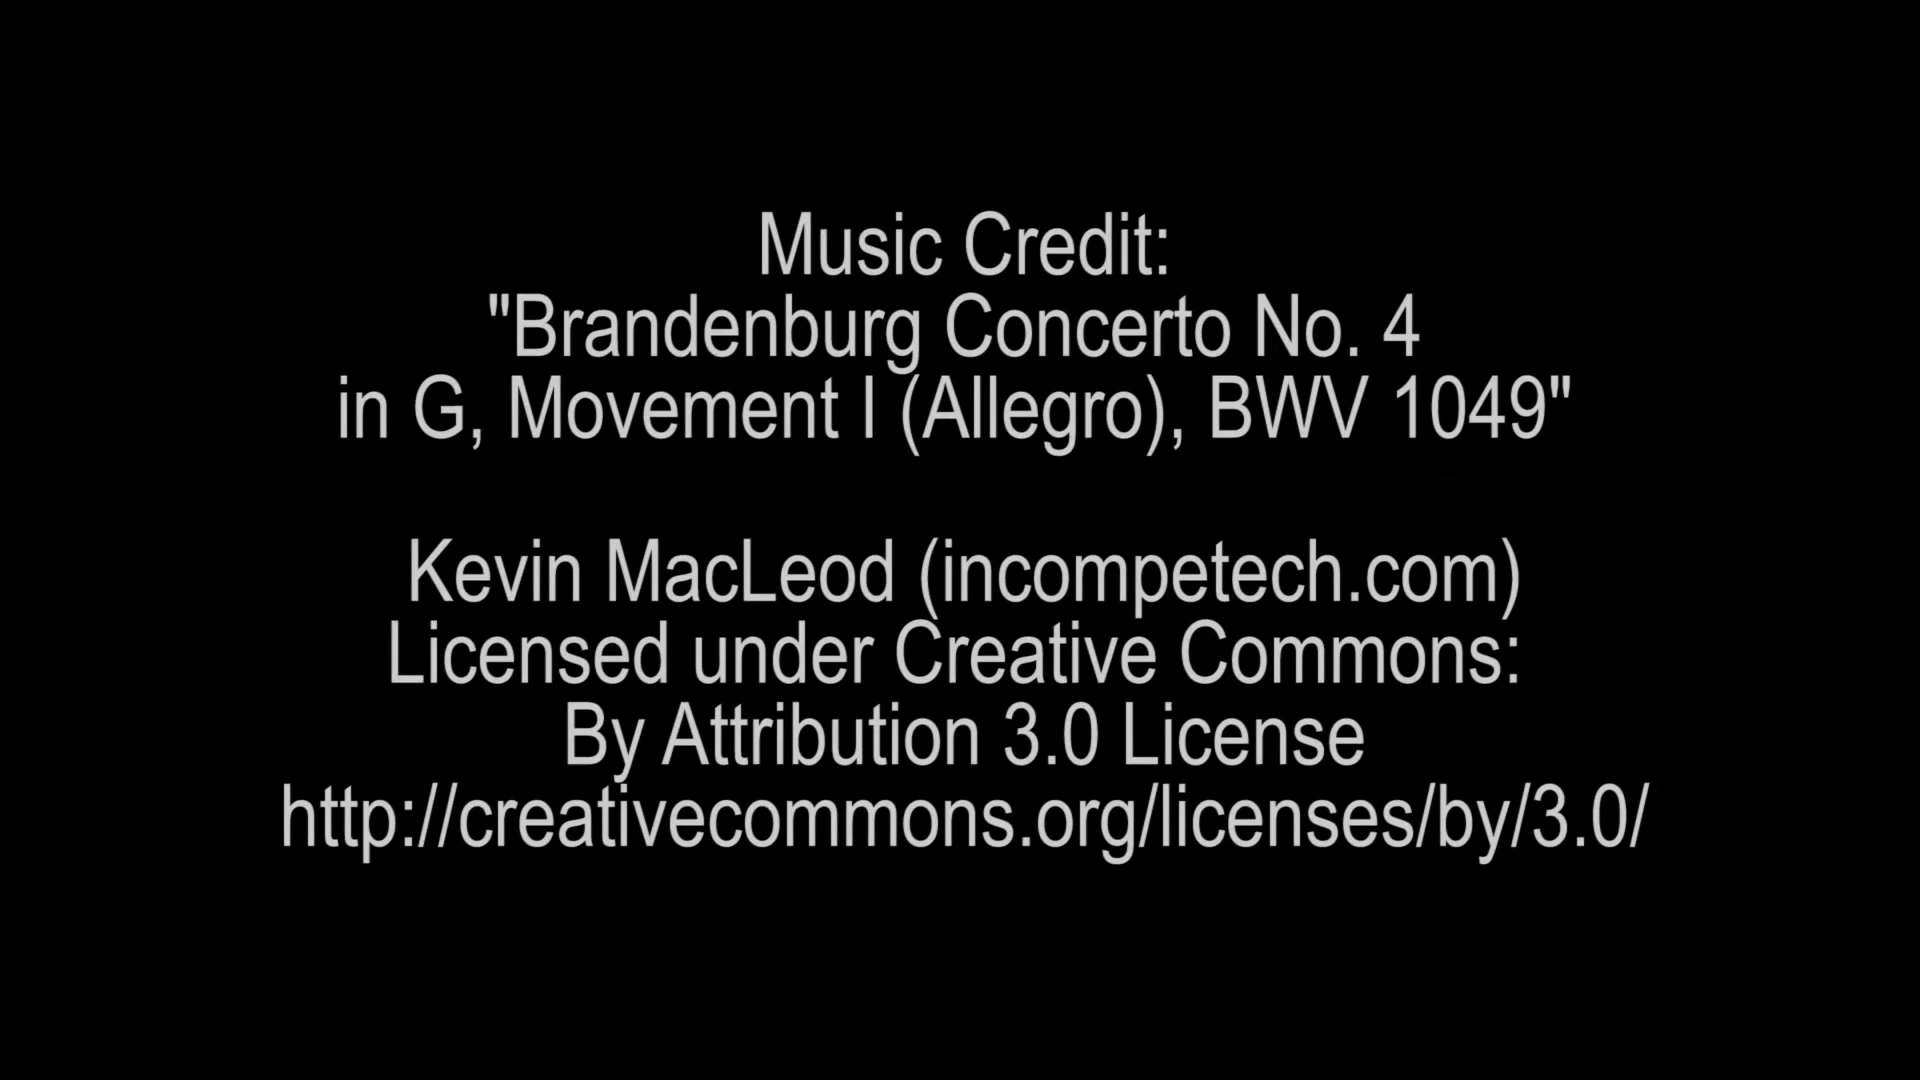 Music Credit:
"Brandenburg Concerto No. 4
in G, Movement I (Allegro), BWV 1049"
Kevin MacLeod (incompetech.com)
Licensed under Creative Commons:
By Attribution 3.0 License
http://creativecommons.org/licenses/by/3.0/